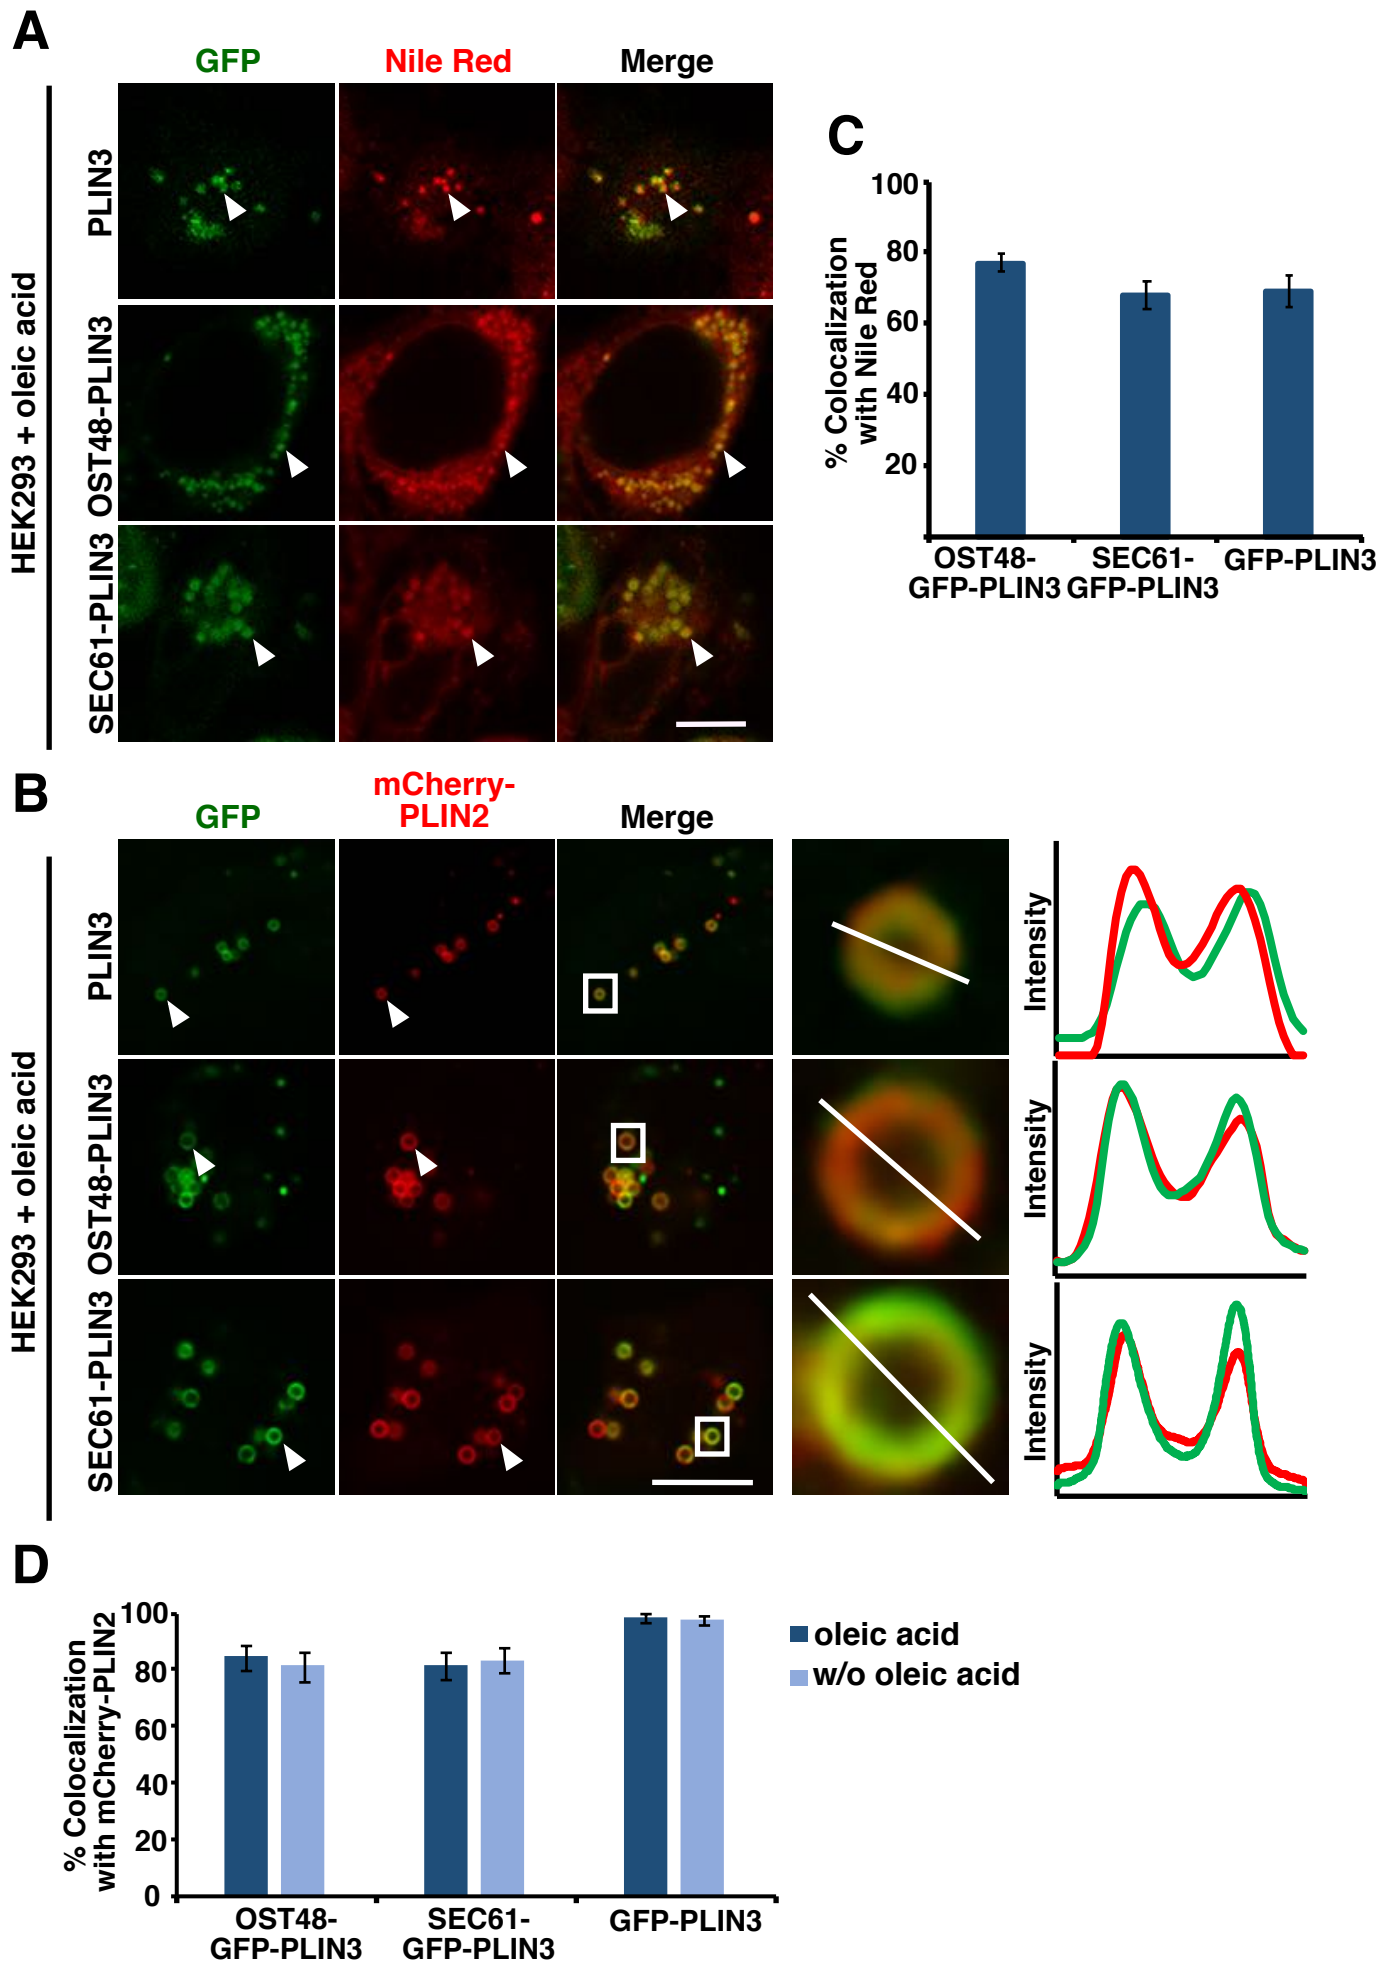 A
GFP
Nile Red
Merge
HEK293 + oleic acid
PLIN3
OST48-PLIN3
SEC61-PLIN3
C
% Colocalization
with Nile Red
100
80
60
40
20
OST48-
GFP-PLIN3
SEC61-
GFP-PLIN3
GFP-PLIN3
B
GFP
mCherry-
PLIN2
Merge
HEK293 + oleic acid
PLIN3
Intensity
OST48-PLIN3
Intensity
SEC61-PLIN3
Intensity
D
% Colocalization
with mCherry-PLIN2
100
80
60
40
20
0
OST48-
GFP-PLIN3
SEC61-
GFP-PLIN3
GFP-PLIN3
oleic acid
w/o oleic acid